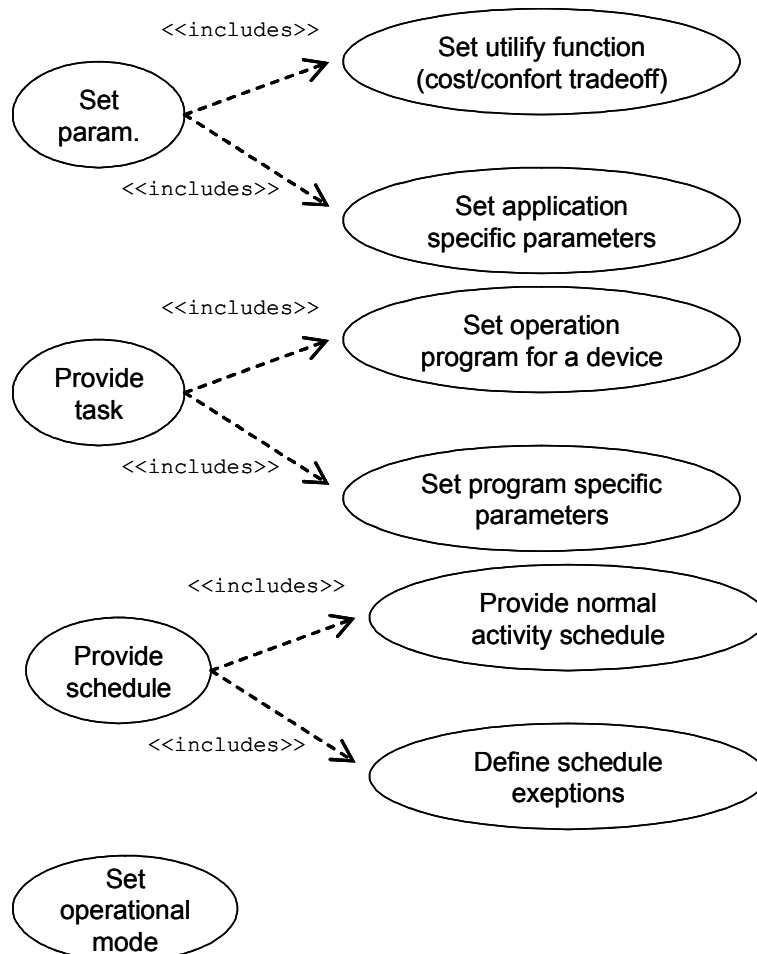 <<includes>>
Set utilify function
(cost/confort tradeoff)
Set
param.
<<includes>>
Set application
specific parameters
<<includes>>
Set operation
program for a device
Provide
task
<<includes>>
Set program specific
parameters
<<includes>>
Provide normal
activity schedule
Provide
schedule
<<includes>>
Define schedule
exeptions
Set
operational
mode